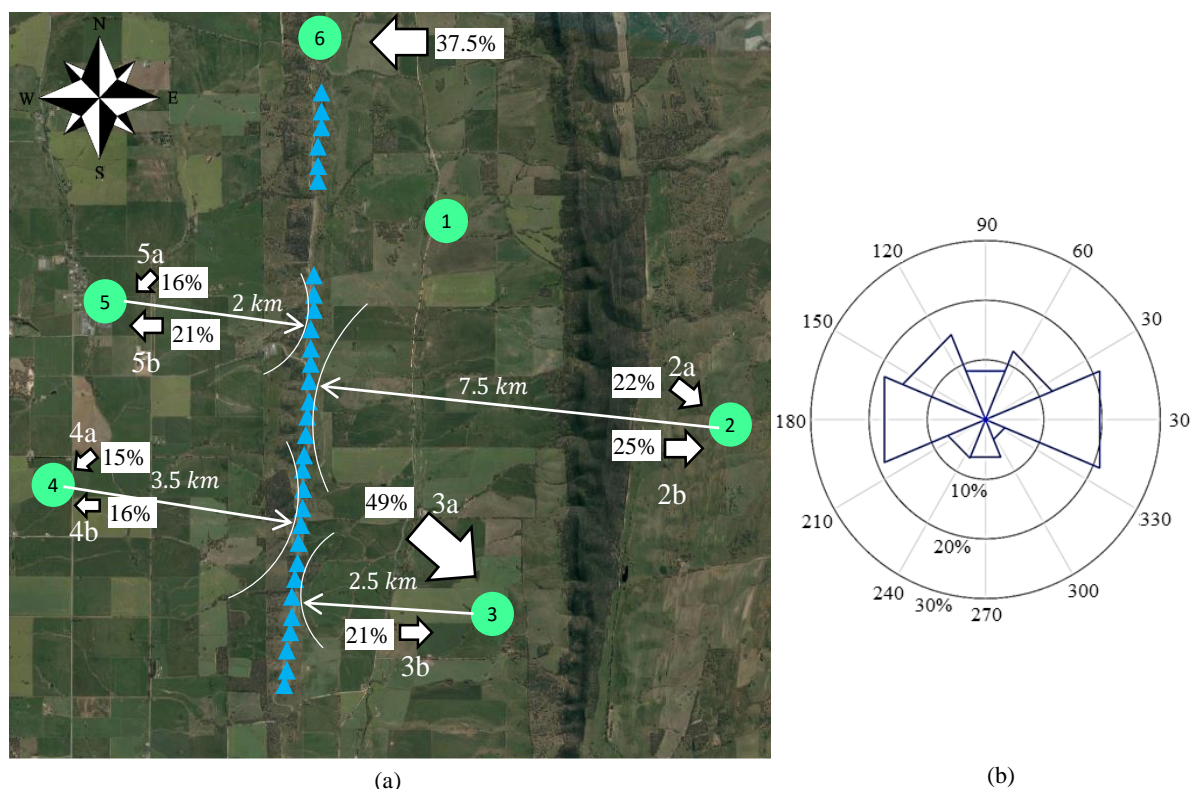 N
W E
S
6
37.5%
1
5a
16%
5
2 km
21%
5b
7.5 km
2a
22%
2
25%
2b
4a
15%
4
3.5 km
16%
4b
49%
3a
2.5 km
3
21%
3b
(a)
90
120 60
150 30
180 30
10%
210 330
20%
240 300
30%
270
(b)